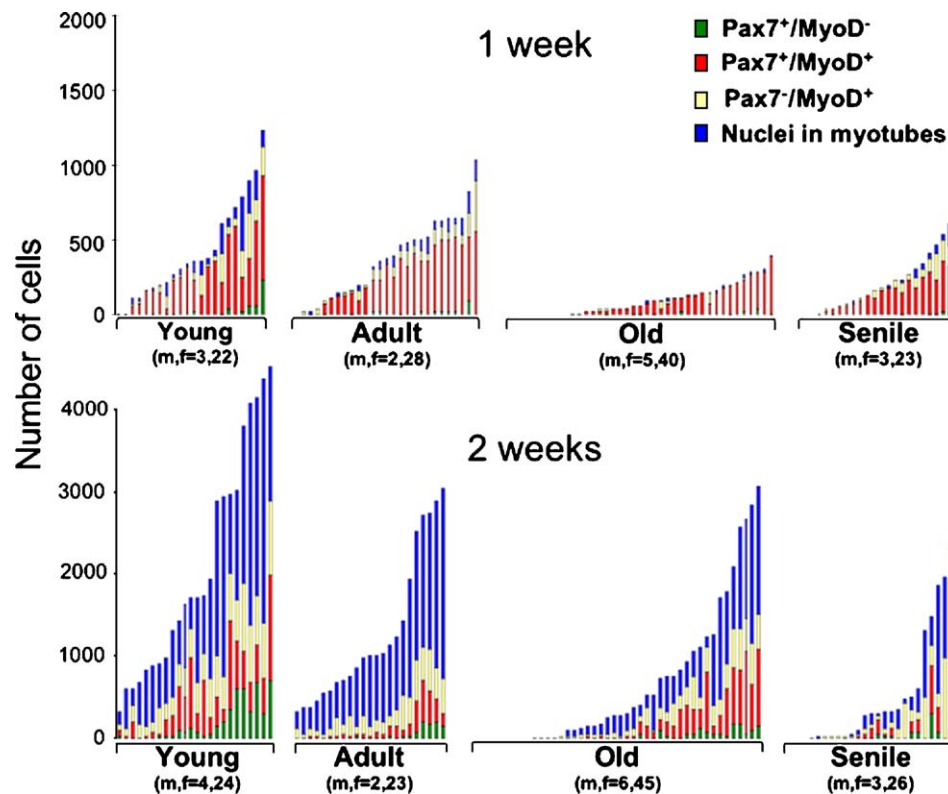 Number of cells
2000
1500
1000
500
0
1 week
Pax7⁺/MyoD⁻
Pax7⁺/MyoD⁺
Pax7⁻/MyoD⁺
Nuclei in myotubes
Young
(m,f=3,22)
Adult
(m,f=2,28)
Old
(m,f=5,40)
Senile
(m,f=3,23)
4000
3000
2000
1000
0
2 weeks
Young
(m,f=4,24)
Adult
(m,f=2,23)
Old
(m,f=6,45)
Senile
(m,f=3,26)